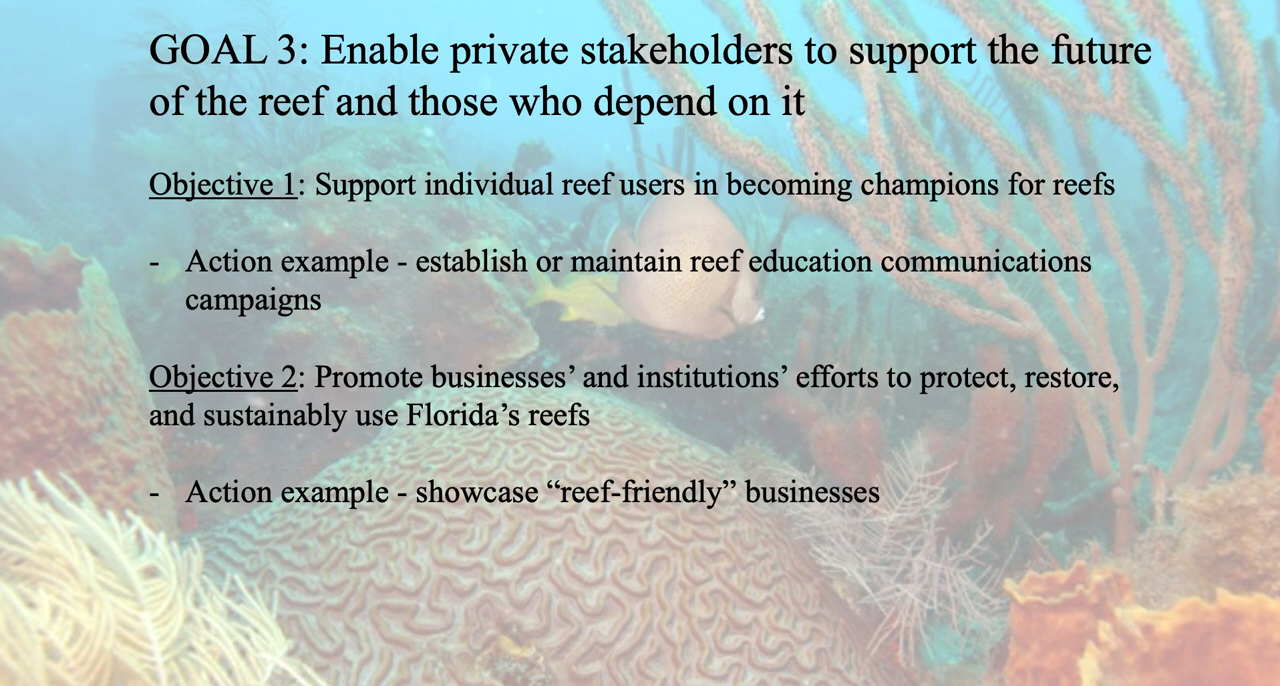 GOAL 3: Enable private stakeholders to support the future
of the reef and those who depend on it
Objective 1: Support individual reef users in becoming champions for reefs
- Action example - establish or maintain reef education communications
campaigns
Objective 2: Promote businesses’ and institutions’ efforts to protect, restore,
and sustainably use Florida’s reefs
- Action example - showcase “reef-friendly” businesses